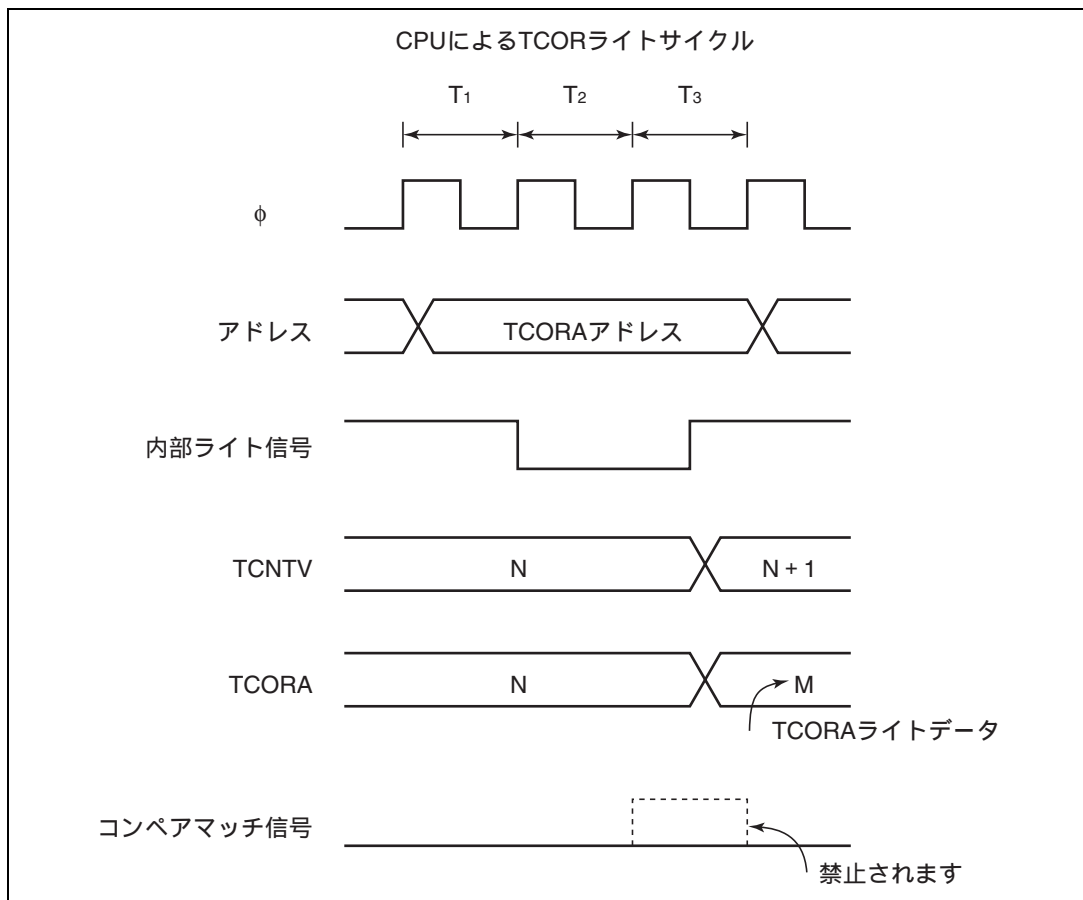 CPUによるTCORライトサイクル
T1 T2 T3
φ
アドレス TCORAアドレス
内部ライト信号
TCNTV N N + 1
TCORA N M
TCORAライトデータ
コンペアマッチ信号
禁止されます